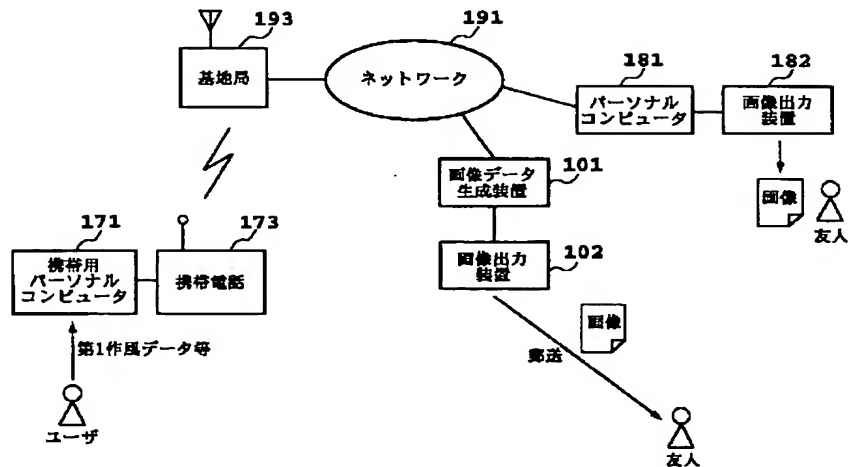 193
基地局
191
ネットワーク
181
パーソナル
コンピュータ
182
画像出力
装置
101
画像データ
生成装置
画像
友人
171
携帯用
パーソナル
コンピュータ
173
携帯電話
102
画像出力
装置
画像
郵送
第1作風データ等
ユーザ
友人